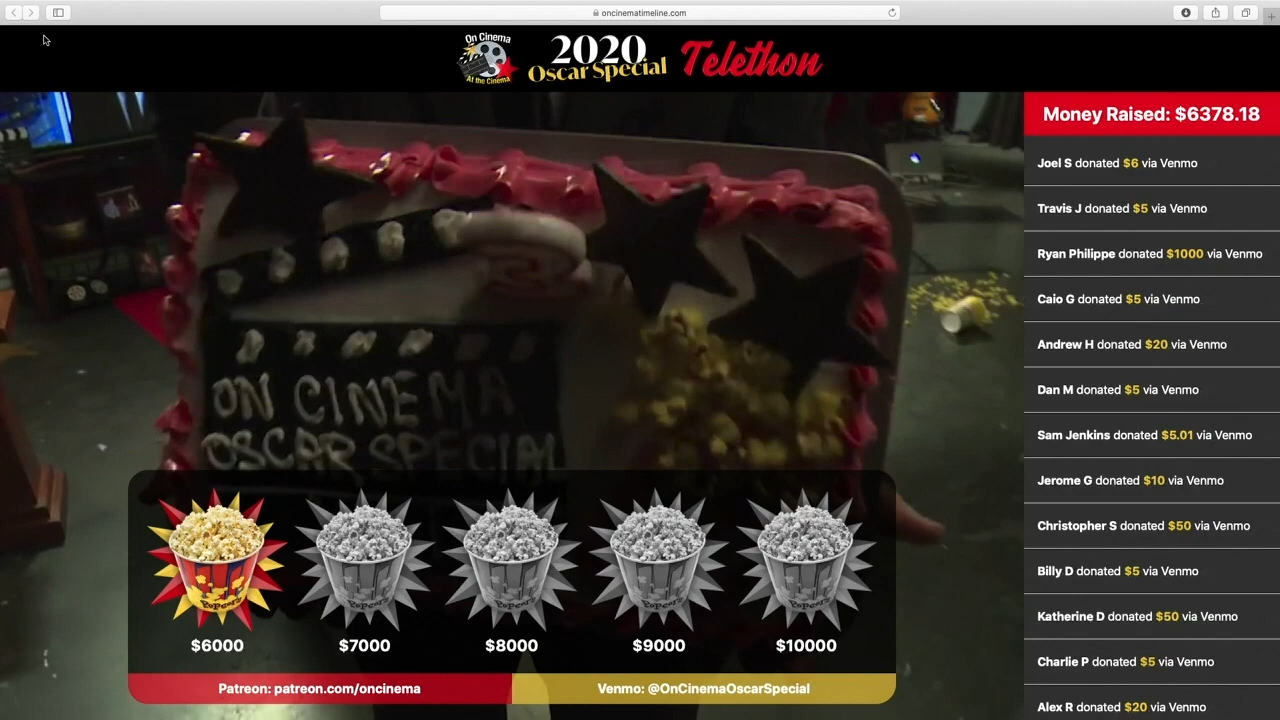 oncinematimeline.com
On Cinema
At the Cinema
2020
Oscar Special
Telethon
Money Raised: $6378.18
Joel S donated $6 via Venmo
Travis J donated $5 via Venmo
Ryan Philippe donated $1000 via Venmo
Caio G donated $5 via Venmo
Andrew H donated $20 via Venmo
Dan M donated $5 via Venmo
Sam Jenkins donated $5.01 via Venmo
Jerome G donated $10 via Venmo
Christopher S donated $50 via Venmo
Billy D donated $5 via Venmo
Katherine D donated $50 via Venmo
Charlie P donated $5 via Venmo
Alex R donated $20 via Venmo
ON CINEMA
OSCAR SPECIAL
Popcorn
Popcorn
Popcorn
Popcorn
Popcorn
$6000
$7000
$8000
$9000
$10000
Patreon: patreon.com/oncinema
Venmo: @OnCinemaOscarSpecial